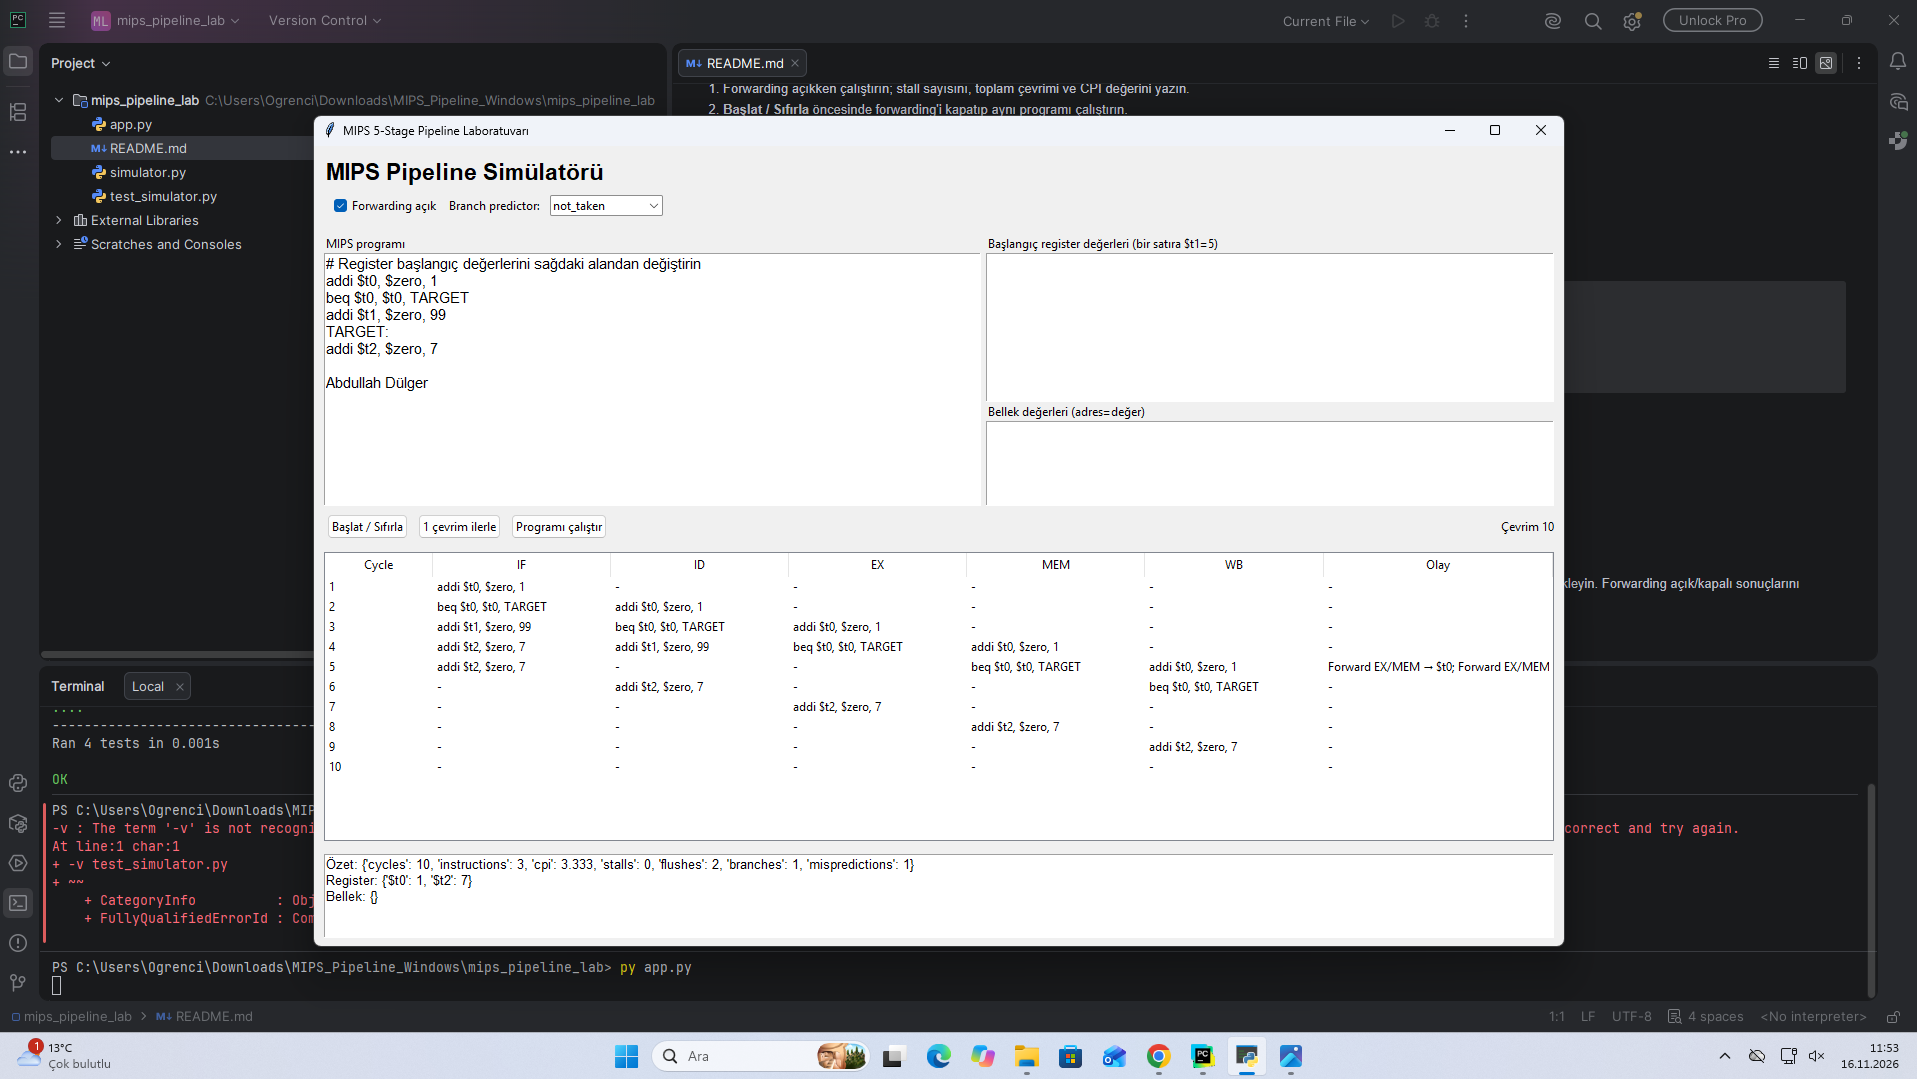 PC
ML mips_pipeline_lab
Version Control
Current File
Unlock Pro
Project
M↓ README.md
mips_pipeline_lab C:\Users\Ogrenci\Downloads\MIPS_Pipeline_Windows\mips_pipeline_lab
app.py
M↓ README.md
simulator.py
test_simulator.py
External Libraries
Scratches and Consoles
1. Forwarding açıkken çalıştırın; stall sayısını, toplam çevrimi ve CPI değerini yazın.
2. Başlat / Sıfırla öncesinde forwarding'i kapatıp aynı programı çalıştırın.
MIPS 5-Stage Pipeline Laboratuvarı
MIPS Pipeline Simülatörü
Forwarding açık Branch predictor: not_taken
MIPS programı
# Register başlangıç değerlerini sağdaki alandan değiştirin
addi $t0, $zero, 1
beq $t0, $t0, TARGET
addi $t1, $zero, 99
TARGET:
addi $t2, $zero, 7
Abdullah Dülger
Başlangıç register değerleri (bir satıra $t1=5)
Bellek değerleri (adres=değer)
Başlat / Sıfırla 1 çevrim ilerle Programı çalıştır Çevrim 10
Cycle IF ID EX MEM WB Olay
1 addi $t0, $zero, 1 - - - - -
2 beq $t0, $t0, TARGET addi $t0, $zero, 1 - - - -
3 addi $t1, $zero, 99 beq $t0, $t0, TARGET addi $t0, $zero, 1 - - -
4 addi $t2, $zero, 7 addi $t1, $zero, 99 beq $t0, $t0, TARGET addi $t0, $zero, 1 - -
5 addi $t2, $zero, 7 - - beq $t0, $t0, TARGET addi $t0, $zero, 1 Forward EX/MEM → $t0; Forward EX/MEM
6 - addi $t2, $zero, 7 - - beq $t0, $t0, TARGET -
7 - - addi $t2, $zero, 7 - - -
8 - - - addi $t2, $zero, 7 - -
9 - - - - addi $t2, $zero, 7 -
10 - - - - - -
Özet: {'cycles': 10, 'instructions': 3, 'cpi': 3.333, 'stalls': 0, 'flushes': 2, 'branches': 1, 'mispredictions': 1}
Register: {'$t0': 1, '$t2': 7}
Bellek: {}
kleyin. Forwarding açık/kapalı sonuçlarını
Terminal Local
....
----------------------------------
Ran 4 tests in 0.001s
OK
PS C:\Users\Ogrenci\Downloads\MIP
-v : The term '-v' is not recogni
correct and try again.
At line:1 char:1
+ -v test_simulator.py
+ ~~
+ CategoryInfo : Obj
+ FullyQualifiedErrorId : Com
PS C:\Users\Ogrenci\Downloads\MIPS_Pipeline_Windows\mips_pipeline_lab> py app.py
mips_pipeline_lab > M↓ README.md
1:1 LF UTF-8 4 spaces <No interpreter>
1
13°C
Çok bulutlu
Ara
PC
11:53
16.11.2026